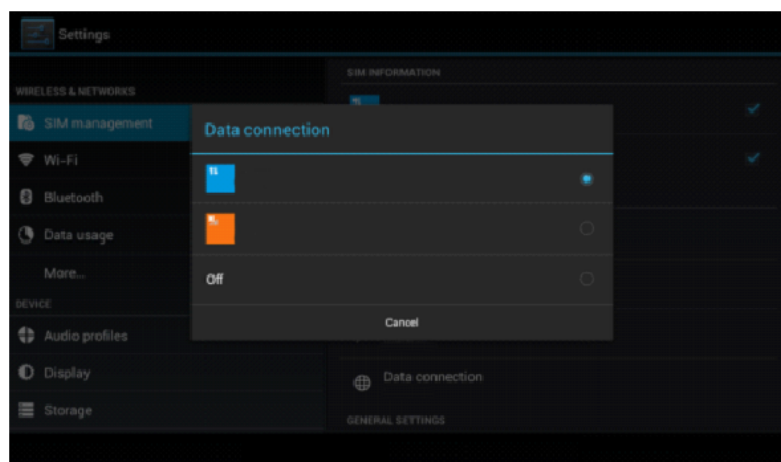 Settings
WIRELESS & NETWORKS
SIM management
Wi-Fi
Bluetooth
Data usage
More...
DEVICE
Audio profiles
Display
Storage
SIM INFORMATION
Data connection
Off
Cancel
Data connection
GENERAL SETTINGS